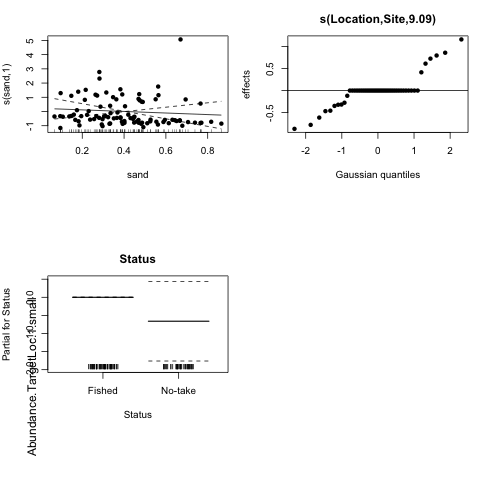 s(sand,1)
-1 0 1 2 3 4 5
0.2 0.4 0.6 0.8
sand
s(Location,Site,9.09)
effects
-0.5 0.5
-2 -1 0 1 2
Gaussian quantiles
Status
Partial for Status
Abundance.TargetLoc
small
Fished No-take
Status